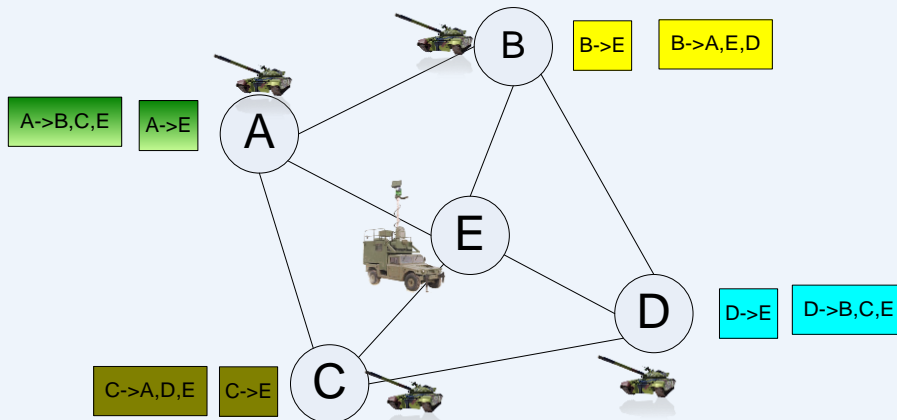 B
B->E
B->A,E,D
A->B,C,E
A->E
A
E
D
D->E
D->B,C,E
C->A,D,E
C->E
C